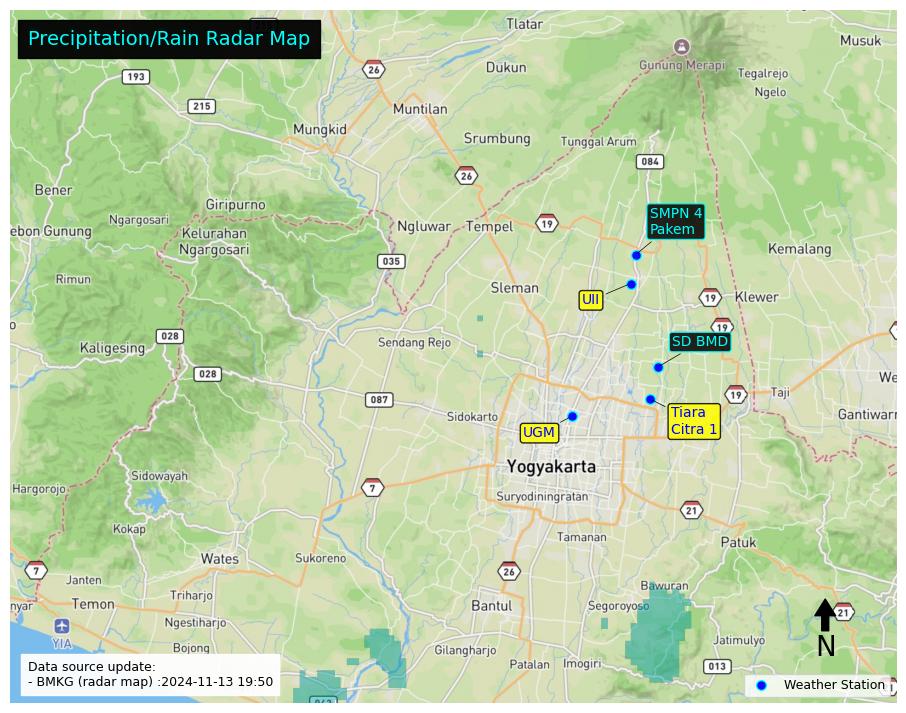 Precipitation/Rain Radar Map
Tlatar
Musuk
26
Gunung Merapi
193
Dukun
Tegalrejo
Ngelo
215
Muntilan
Mungkid
Srumbung
Tunggal Arum
084
26
Bener
Giripurno
Ngargosari
SMPN 4
Pakem
ebon Gunung
Kelurahan
Ngargosari
Ngluwar
Tempel
19
Kemalang
035
Rimun
Sleman
UII
19
Klewer
19
028
Kaligesing
Sendang Rejo
SD BMD
028
We
087
19
Taji
Sidokarto
Tiara
Citra 1
Gantiwarn
UGM
Yogyakarta
Sidowayah
Hargorojo
7
Suryodiningratan
21
Kokap
Tamanan
Patuk
Wates
Sukoreno
7
26
Janten
Bawuran
Triharjo
nyar
Temon
Bantul
Segoroyoso
21
Ngestiharjo
YIA
Bojong
Gilangharjo
Jatimulyo
N
Patalan
Imogiri
013
Data source update:
- BMKG (radar map) :2024-11-13 19:50
Weather Station